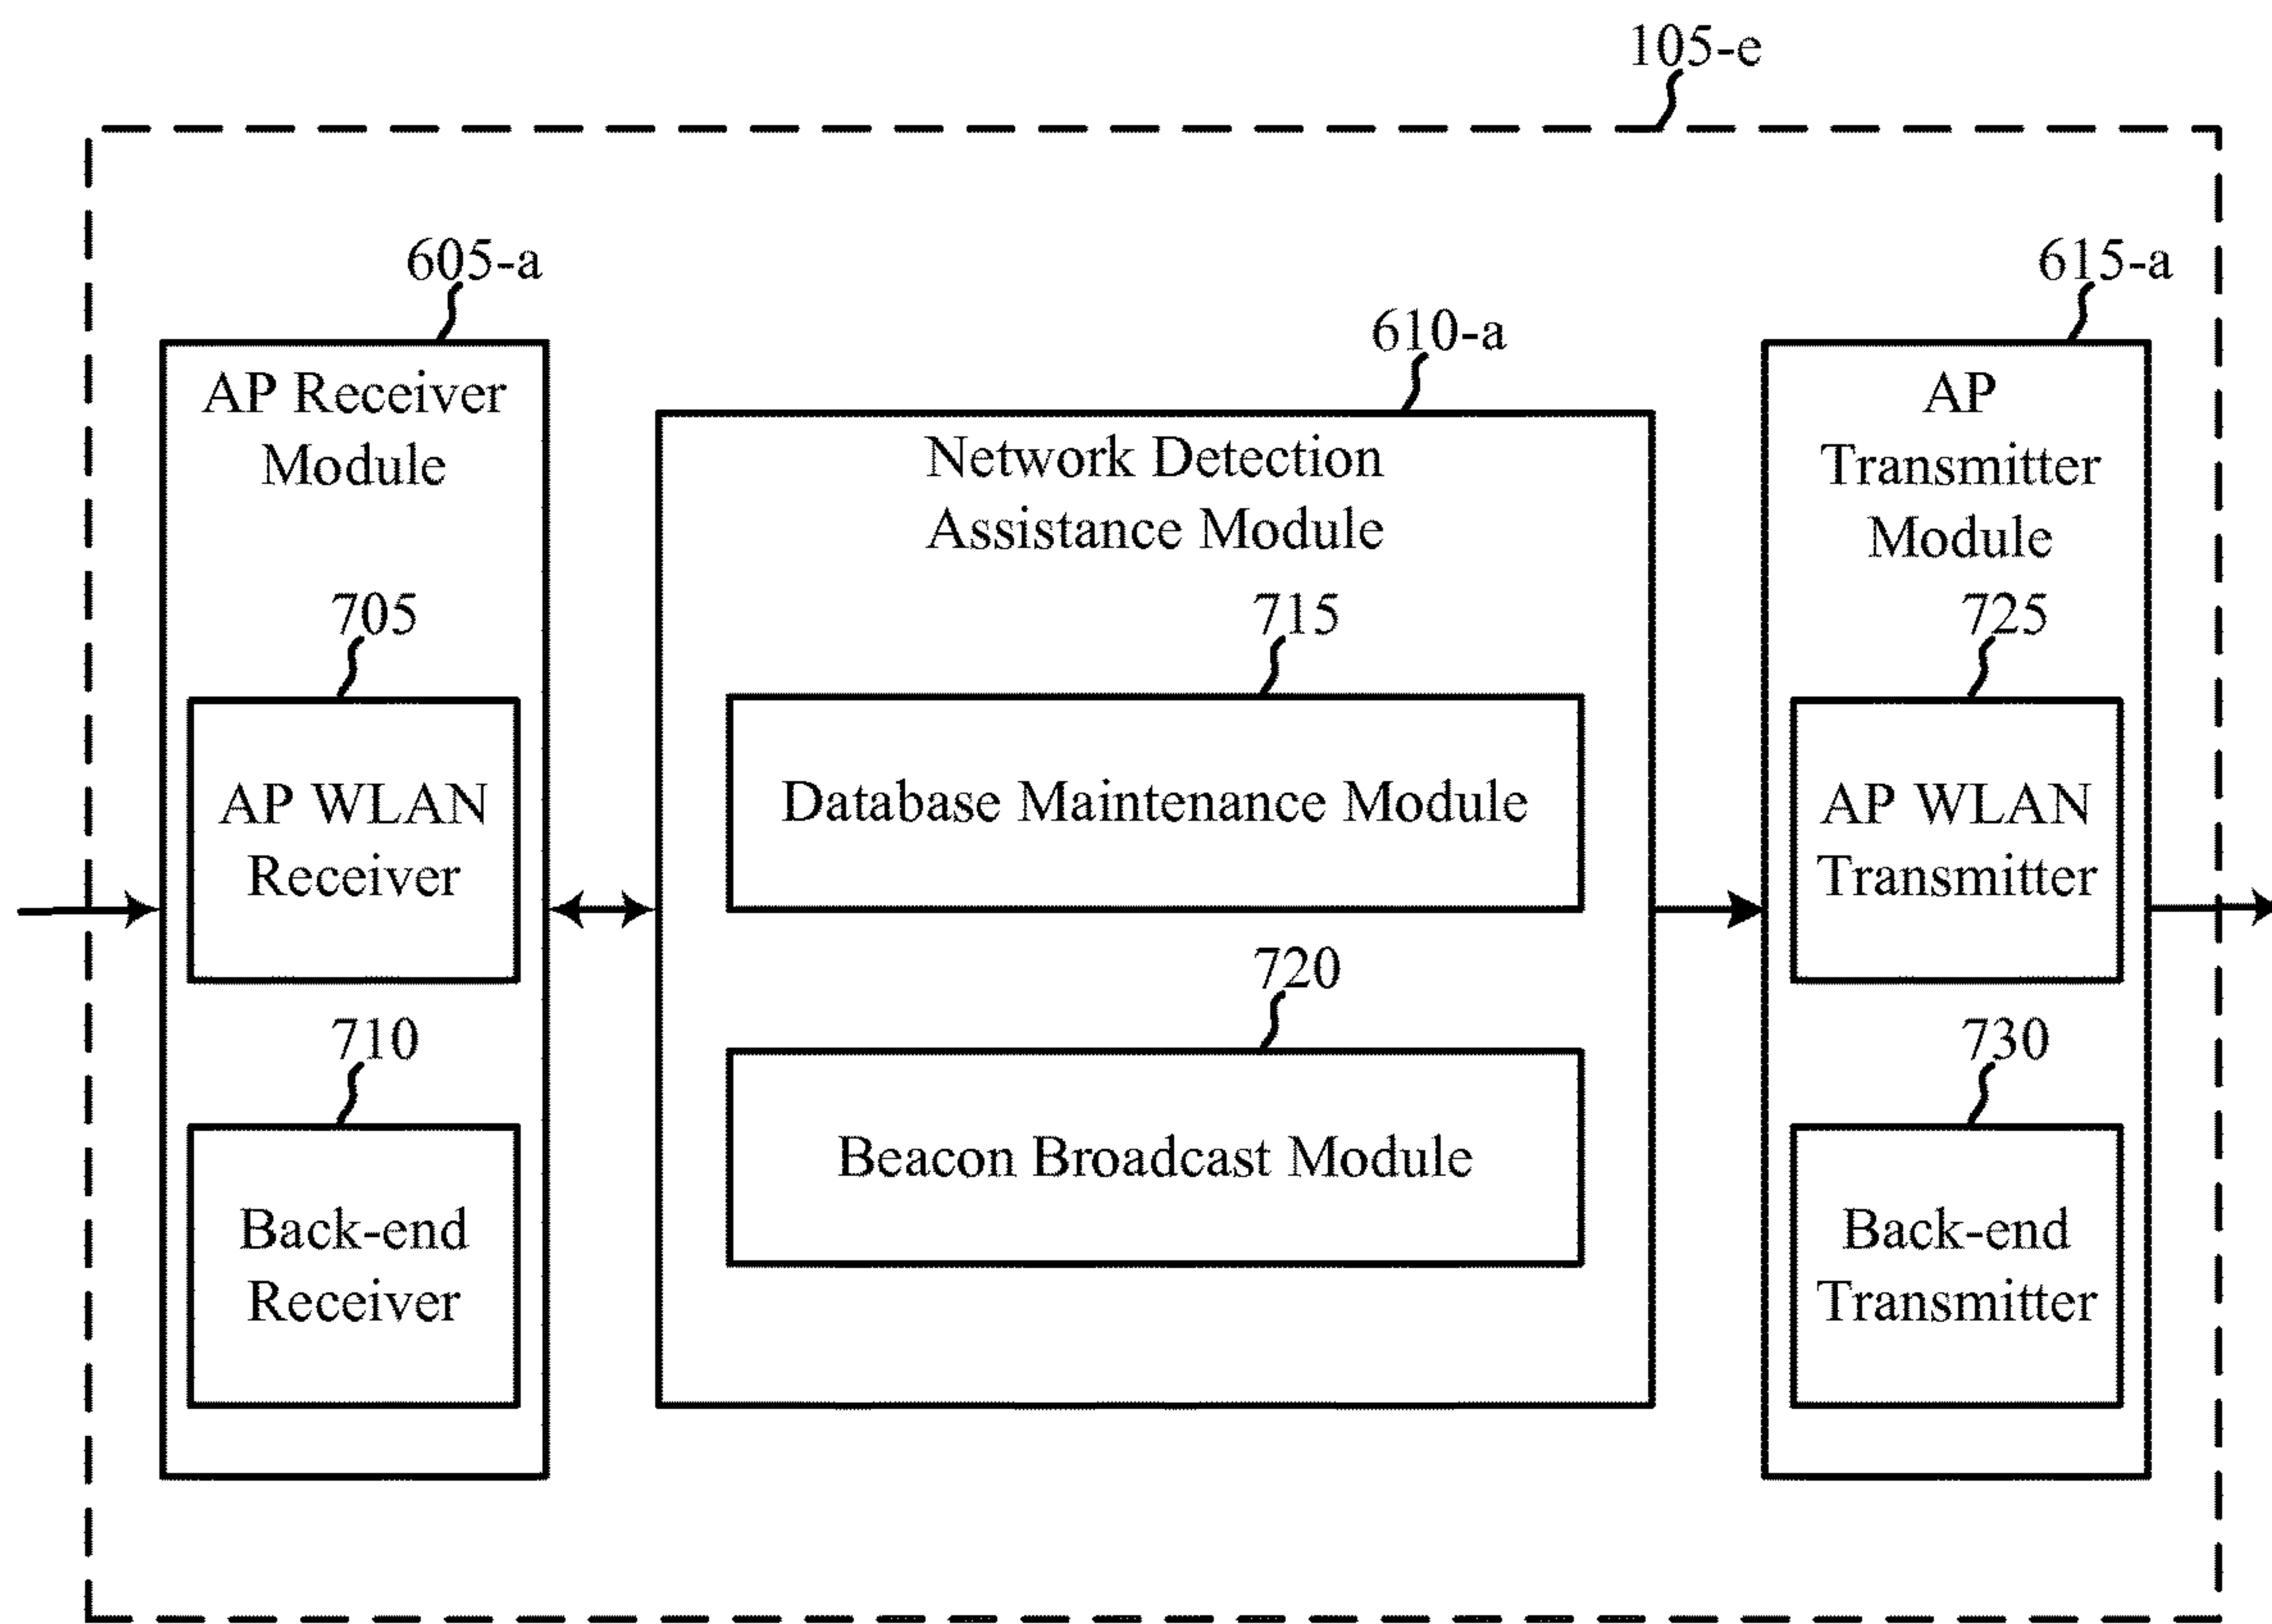 105-e
605-a
AP Receiver
Module
705
AP WLAN
Receiver
710
Back-end
Receiver
610-a
Network Detection
Assistance Module
715
Database Maintenance Module
720
Beacon Broadcast Module
615-a
AP
Transmitter
Module
725
AP WLAN
Transmitter
730
Back-end
Transmitter